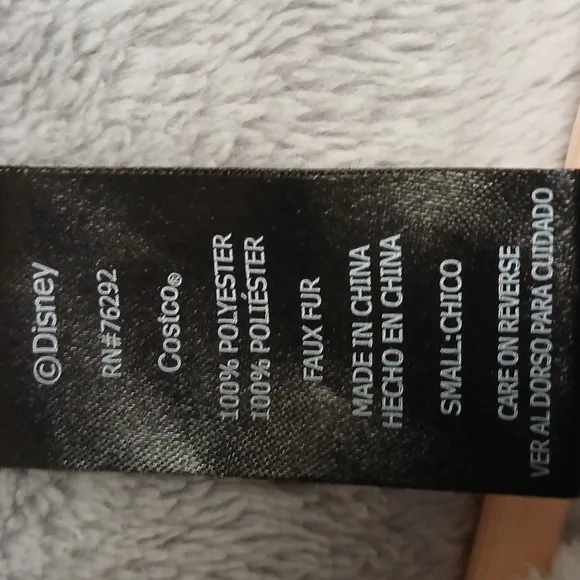 ©Disney
RN#76292
Costco®
100% POLYESTER
100% POLIÉSTER
FAUX FUR
MADE IN CHINA
HECHO EN CHINA
SMALL:CHICO
CARE ON REVERSE
VER AL DORSO PARA CUIDADO